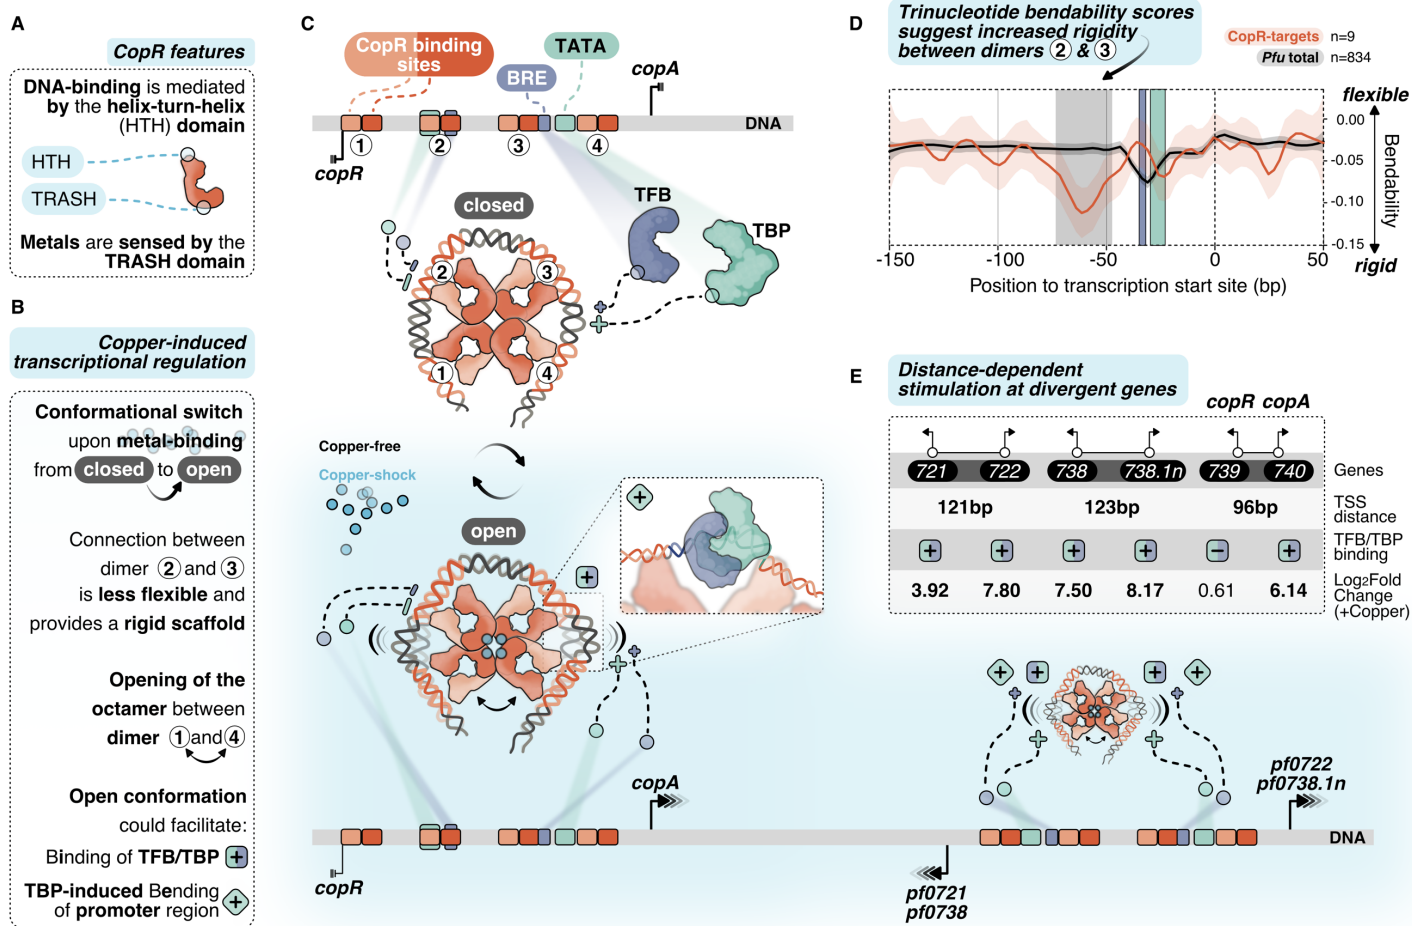 A
CopR features
DNA-binding is mediated
by the helix-turn-helix
(HTH) domain
HTH
TRASH
Metals are sensed by the
TRASH domain
B
Copper-induced
transcriptional regulation
Conformational switch
upon metal-binding
from closed to open
Connection between
dimer 2 and 3
is less flexible and
provides a rigid scaffold
Opening of the
octamer between
dimer 1 and 4
Open conformation
could facilitate:
Binding of TFB/TBP +
TBP-induced Bending
of promoter region +
C
CopR binding
sites
TATA
BRE
copA
DNA
1
2
3
4
copR
closed
TFB
TBP
2
3
1
4
Copper-free
Copper-shock
open
+
+
copA
copR
D
Trinucleotide bendability scores
suggest increased rigidity
between dimers 2 & 3
CopR-targets n=9
Pfu total n=834
flexible
0.00
-0.05
-0.10
-0.15
Bendability
rigid
-150
-100
-50
0
50
Position to transcription start site (bp)
E
Distance-dependent
stimulation at divergent genes
copR copA
721 722 738 738.1n 739 740 Genes
121bp 123bp 96bp TSS
distance
+ + + + − + TFB/TBP
binding
3.92 7.80 7.50 8.17 0.61 6.14 Log2Fold
Change
(+Copper)
+ + + +
pf0722
pf0738.1n
DNA
pf0721
pf0738